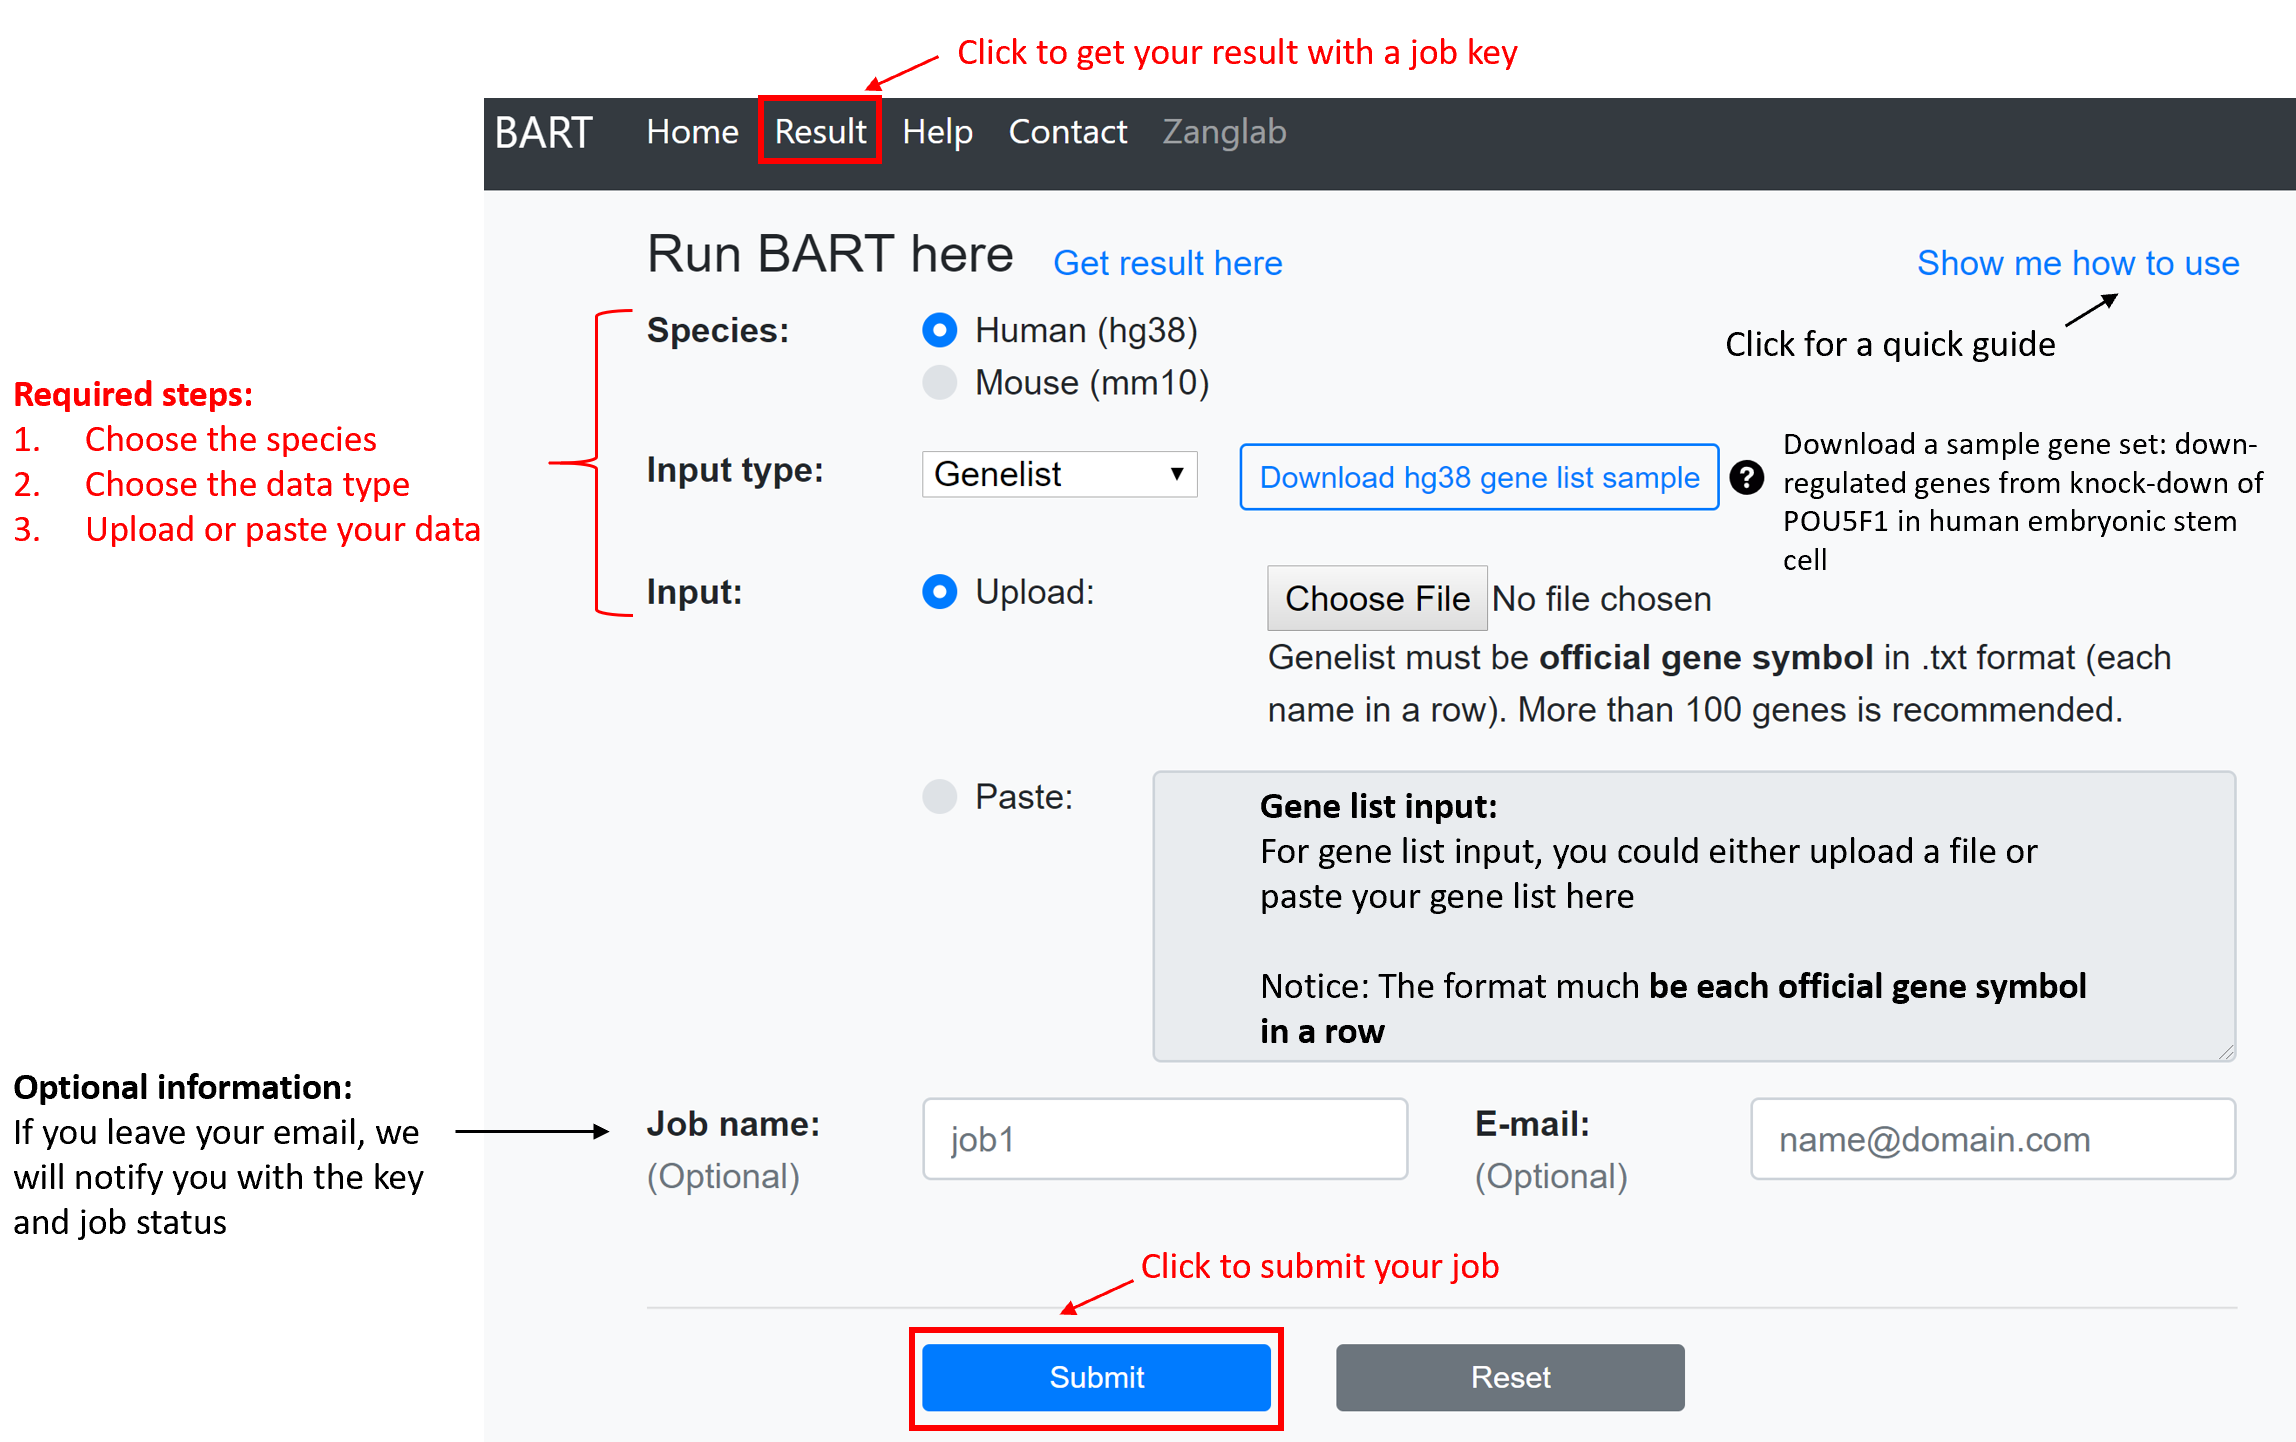 Click to get your result with a job key
BART Home Result Help Contact Zanglab
Run BART here Get result here Show me how to use
Click for a quick guide
Species: Human (hg38)
Mouse (mm10)
Required steps:
1. Choose the species
2. Choose the data type
3. Upload or paste your data
Input type: Genelist Download hg38 gene list sample ?
Download a sample gene set: down-
regulated genes from knock-down of
POU5F1 in human embryonic stem
cell
Input: Upload: Choose File No file chosen
Genelist must be official gene symbol in .txt format (each
name in a row). More than 100 genes is recommended.
Paste:
Gene list input:
For gene list input, you could either upload a file or
paste your gene list here
Notice: The format much be each official gene symbol
in a row
Optional information:
If you leave your email, we
will notify you with the key
and job status
Job name: job1 E-mail: name@domain.com
(Optional) (Optional)
Click to submit your job
Submit Reset